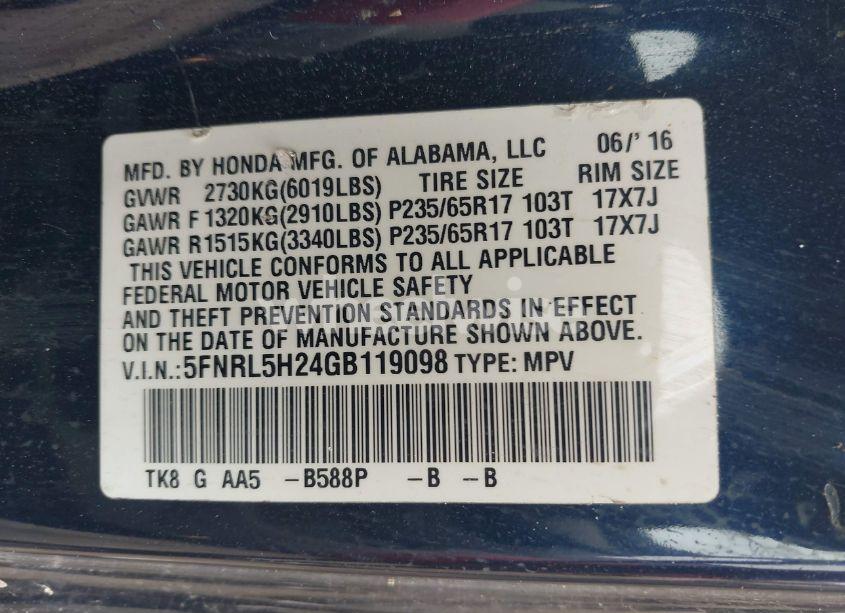 MFD. BY HONDA MFG. OF ALABAMA, LLC 06/' 16
GVWR 2730KG(6019LBS) TIRE SIZE RIM SIZE
GAWR F 1320KG(2910LBS) P235/65R17 103T 17X7J
GAWR R1515KG(3340LBS) P235/65R17 103T 17X7J
THIS VEHICLE CONFORMS TO ALL APPLICABLE
FEDERAL MOTOR VEHICLE SAFETY
AND THEFT PREVENTION STANDARDS IN EFFECT
ON THE DATE OF MANUFACTURE SHOWN ABOVE.
V.I.N.:5FNRL5H24GB119098 TYPE: MPV
TK8 G AA5 -B588P -B -B